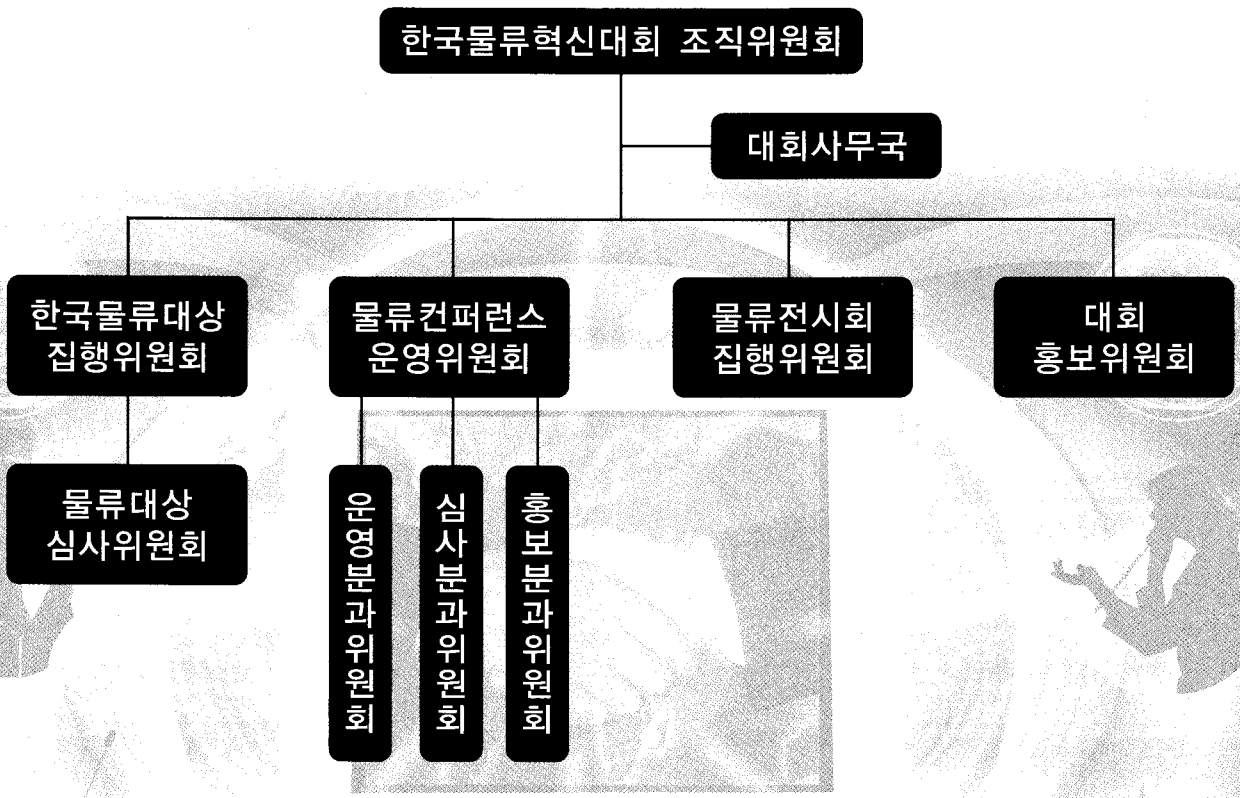 한국물류혁신대회 조직위원회
대회사무국
한국물류대상
집행위원회
물류컨퍼런스
운영위원회
물류전시회
집행위원회
대회
홍보위원회
물류대상
심사위원회
운영분과위원회
심사분과위원회
홍보분과위원회